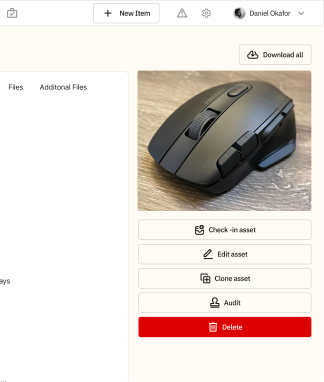 New Item
Daniel Okafor
Download all
Files Additonal Files
Check -in asset
Edit asset
Clone asset
ays
Audit
Delete